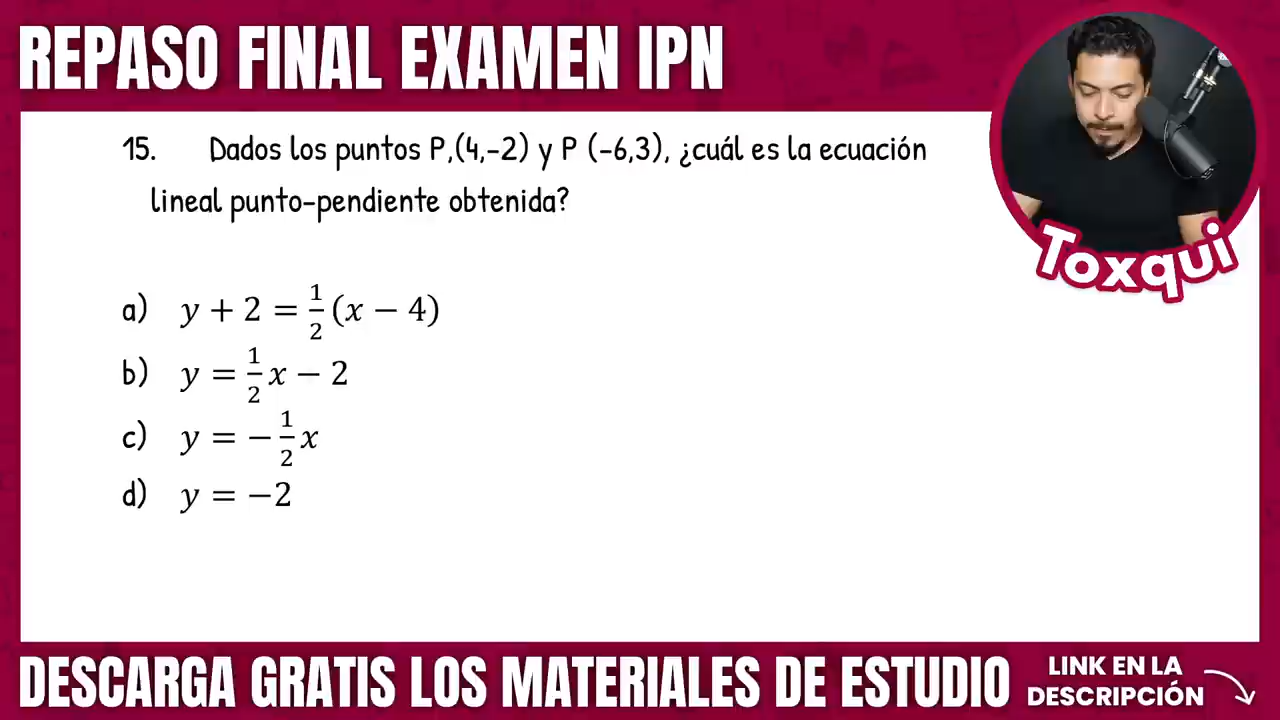 REPASO FINAL EXAMEN IPN
15. Dados los puntos P,(4,-2) y P (-6,3), ¿cuál es la ecuación
lineal punto-pendiente obtenida?
a) y + 2 = 1/2 (x − 4)
b) y = 1/2 x − 2
c) y = − 1/2 x
d) y = −2
Toxqui
DESCARGA GRATIS LOS MATERIALES DE ESTUDIO
LINK EN LA
DESCRIPCIÓN